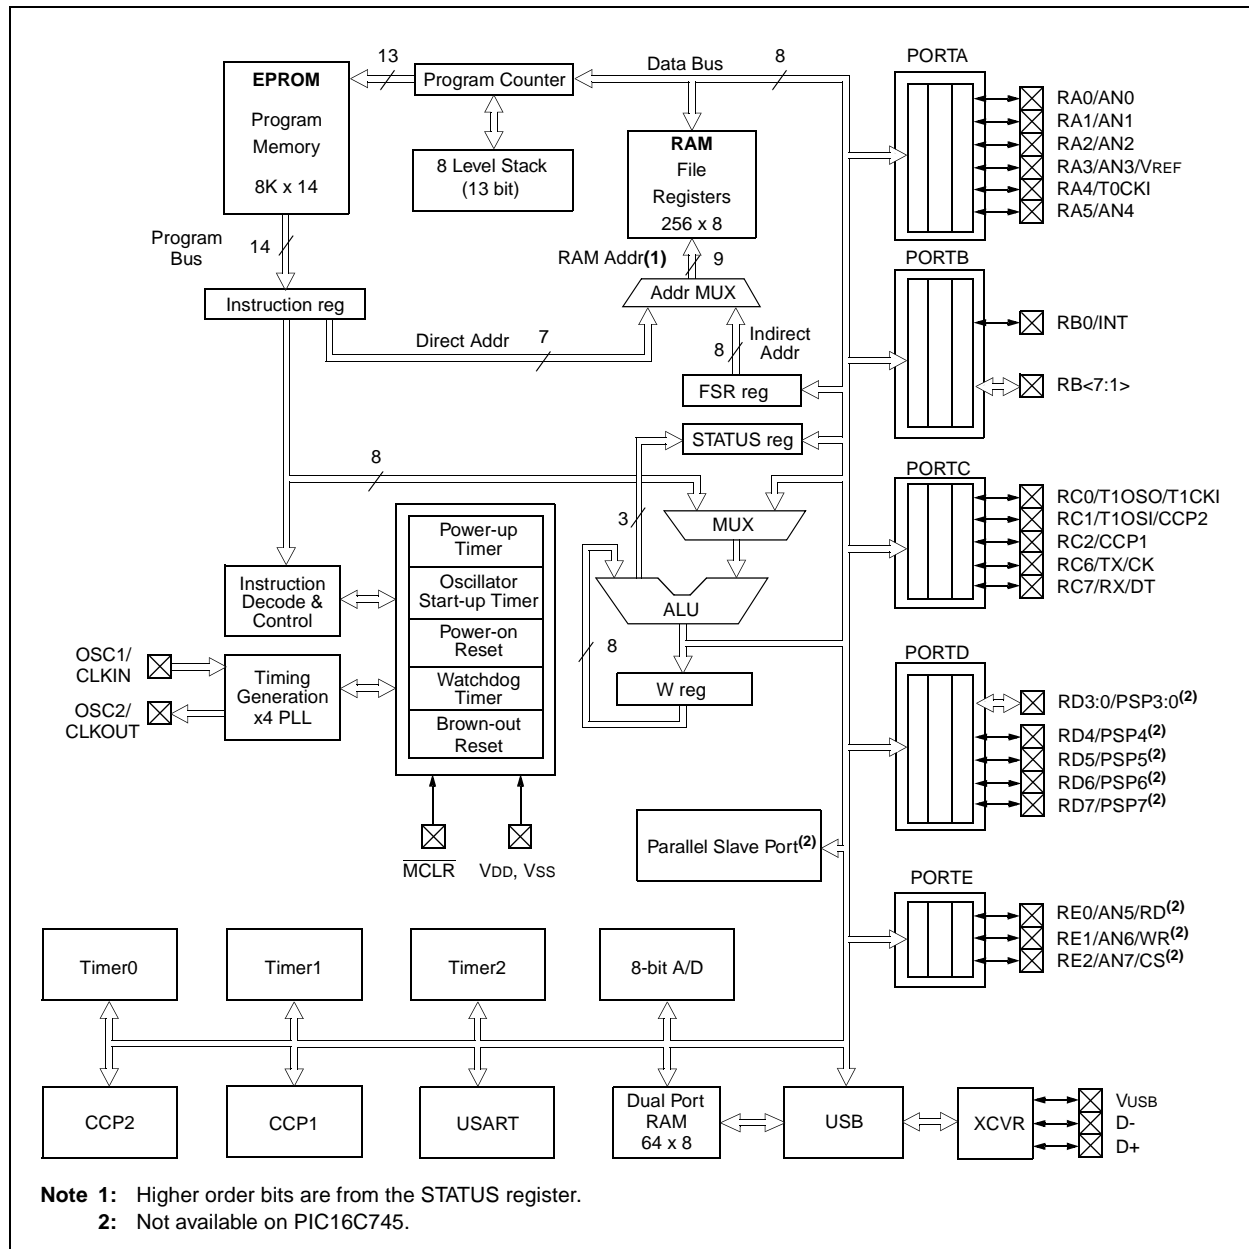 13
Data Bus
8
PORTA
EPROM
Program
Memory
8K x 14
Program Counter
8 Level Stack
(13 bit)
RAM
File
Registers
256 x 8
RA0/AN0
RA1/AN1
RA2/AN2
RA3/AN3/VREF
RA4/T0CKI
RA5/AN4
Program
Bus
14
RAM Addr(1)
9
PORTB
Instruction reg
Addr MUX
RB0/INT
Direct Addr
7
8
Indirect
Addr
FSR reg
RB<7:1>
STATUS reg
8
PORTC
3
MUX
RC0/T1OSO/T1CKI
RC1/T1OSI/CCP2
RC2/CCP1
RC6/TX/CK
RC7/RX/DT
Power-up
Timer
Oscillator
Start-up Timer
Power-on
Reset
Watchdog
Timer
Brown-out
Reset
Instruction
Decode &
Control
ALU
8
W reg
OSC1/
CLKIN
OSC2/
CLKOUT
Timing
Generation
x4 PLL
PORTD
RD3:0/PSP3:0(2)
RD4/PSP4(2)
RD5/PSP5(2)
RD6/PSP6(2)
RD7/PSP7(2)
MCLR
VDD, VSS
Parallel Slave Port(2)
PORTE
RE0/AN5/RD(2)
RE1/AN6/WR(2)
RE2/AN7/CS(2)
Timer0
Timer1
Timer2
8-bit A/D
CCP2
CCP1
USART
Dual Port
RAM
64 x 8
USB
XCVR
VUSB
D-
D+
Note 1: Higher order bits are from the STATUS register.
2: Not available on PIC16C745.